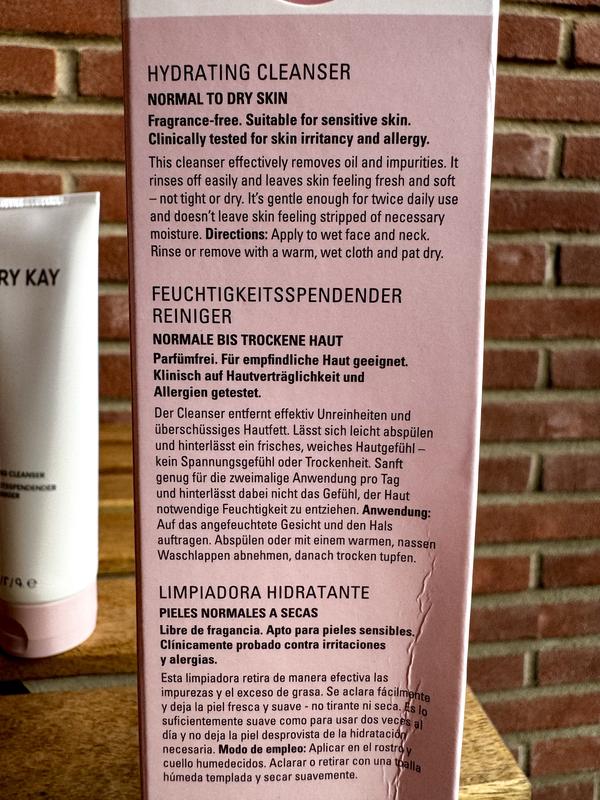 HYDRATING CLEANSER
NORMAL TO DRY SKIN
Fragrance-free. Suitable for sensitive skin.
Clinically tested for skin irritancy and allergy.
This cleanser effectively removes oil and impurities. It
rinses off easily and leaves skin feeling fresh and soft
– not tight or dry. It's gentle enough for twice daily use
and doesn't leave skin feeling stripped of necessary
moisture. Directions: Apply to wet face and neck.
Rinse or remove with a warm, wet cloth and pat dry.
FEUCHTIGKEITSSPENDENDER
REINIGER
NORMALE BIS TROCKENE HAUT
Parfümfrei. Für empfindliche Haut geeignet.
Klinisch auf Hautverträglichkeit und
Allergien getestet.
Der Cleanser entfernt effektiv Unreinheiten und
überschüssiges Hautfett. Lässt sich leicht abspülen
und hinterlässt ein frisches, weiches Hautgefühl –
kein Spannungsgefühl oder Trockenheit. Sanft
genug für die zweimalige Anwendung pro Tag
und hinterlässt dabei nicht das Gefühl, der Haut
notwendige Feuchtigkeit zu entziehen. Anwendung:
Auf das angefeuchtete Gesicht und den Hals
auftragen. Abspülen oder mit einem warmen, nassen
Waschlappen abnehmen, danach trocken tupfen.
LIMPIADORA HIDRATANTE
PIELES NORMALES A SECAS
Libre de fragancia. Apto para pieles sensibles.
Clínicamente probado contra irritaciones
y alergias.
Esta limpiadora retira de manera efectiva las
impurezas y el exceso de grasa. Se aclara fácilmente
y deja la piel fresca y suave - no tirante ni seca. Es lo
suficientemente suave como para usar dos veces al
día y no deja la piel desprovista de la hidratación
necesaria. Modo de empleo: Aplicar en el rostro y
cuello humedecidos. Aclarar o retirar con una toalla
húmeda templada y secar suavemente.
RY KAY
CLEANSER